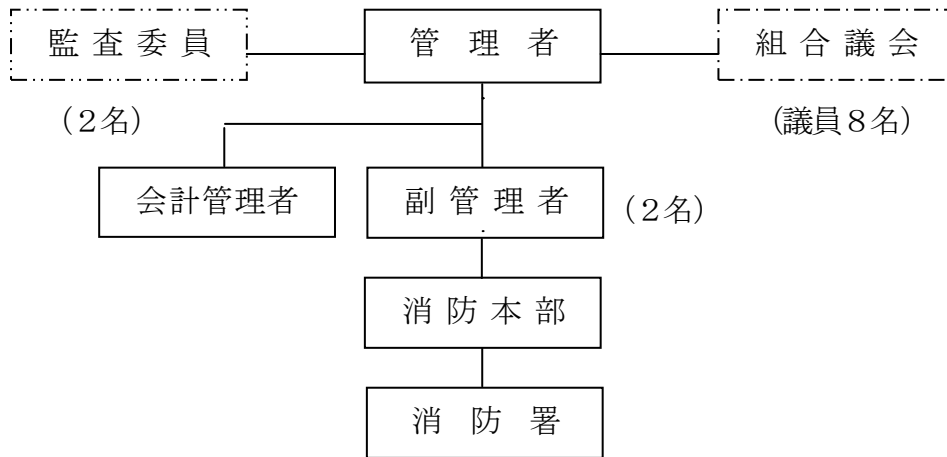 監査委員
管理者
組合議会
（２名）
(議員８名)
会計管理者
副管理者
（２名）
消防本部
消防署